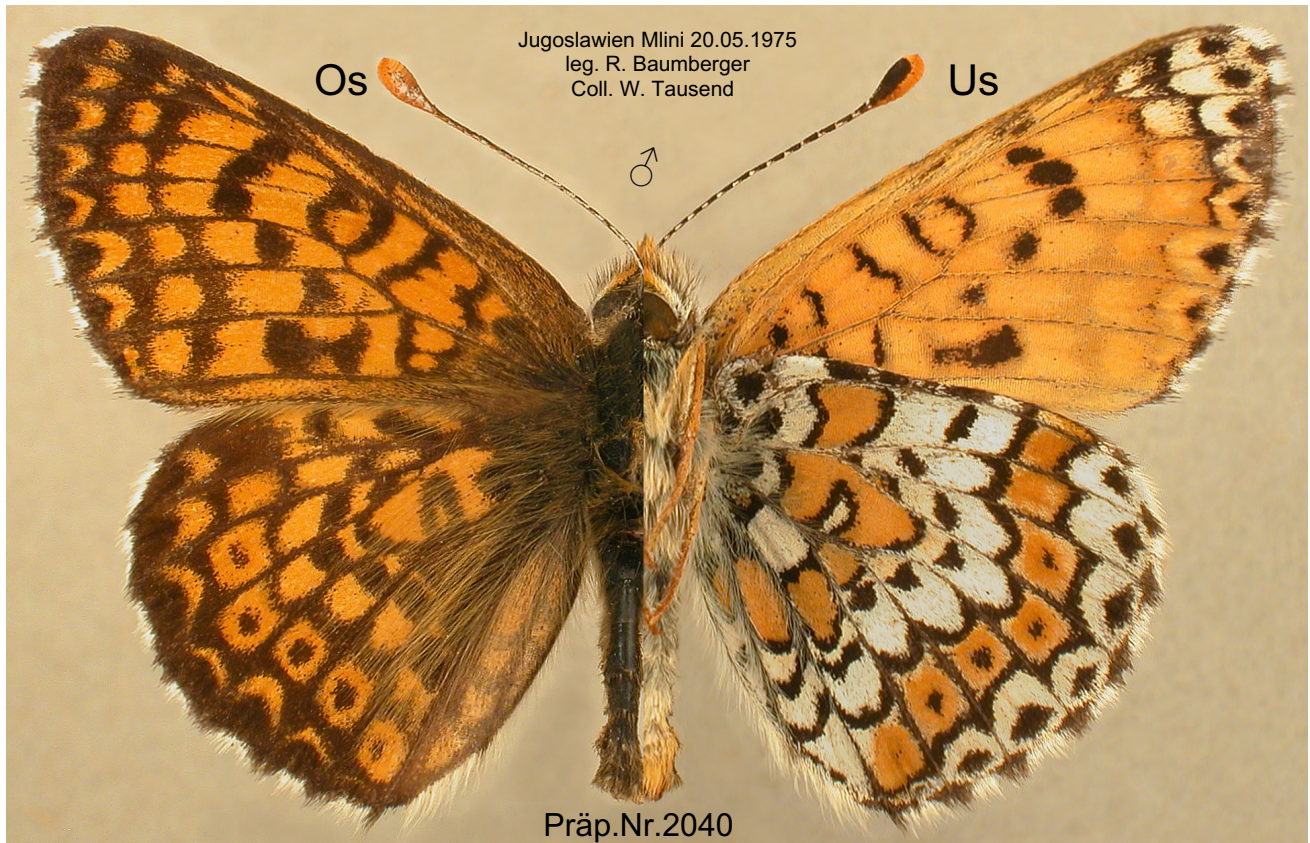 Jugoslawien Mlini 20.05.1975
leg. R. Baumberger
Coll. W. Tausend
Os
Us
♂
Präp.Nr.2040